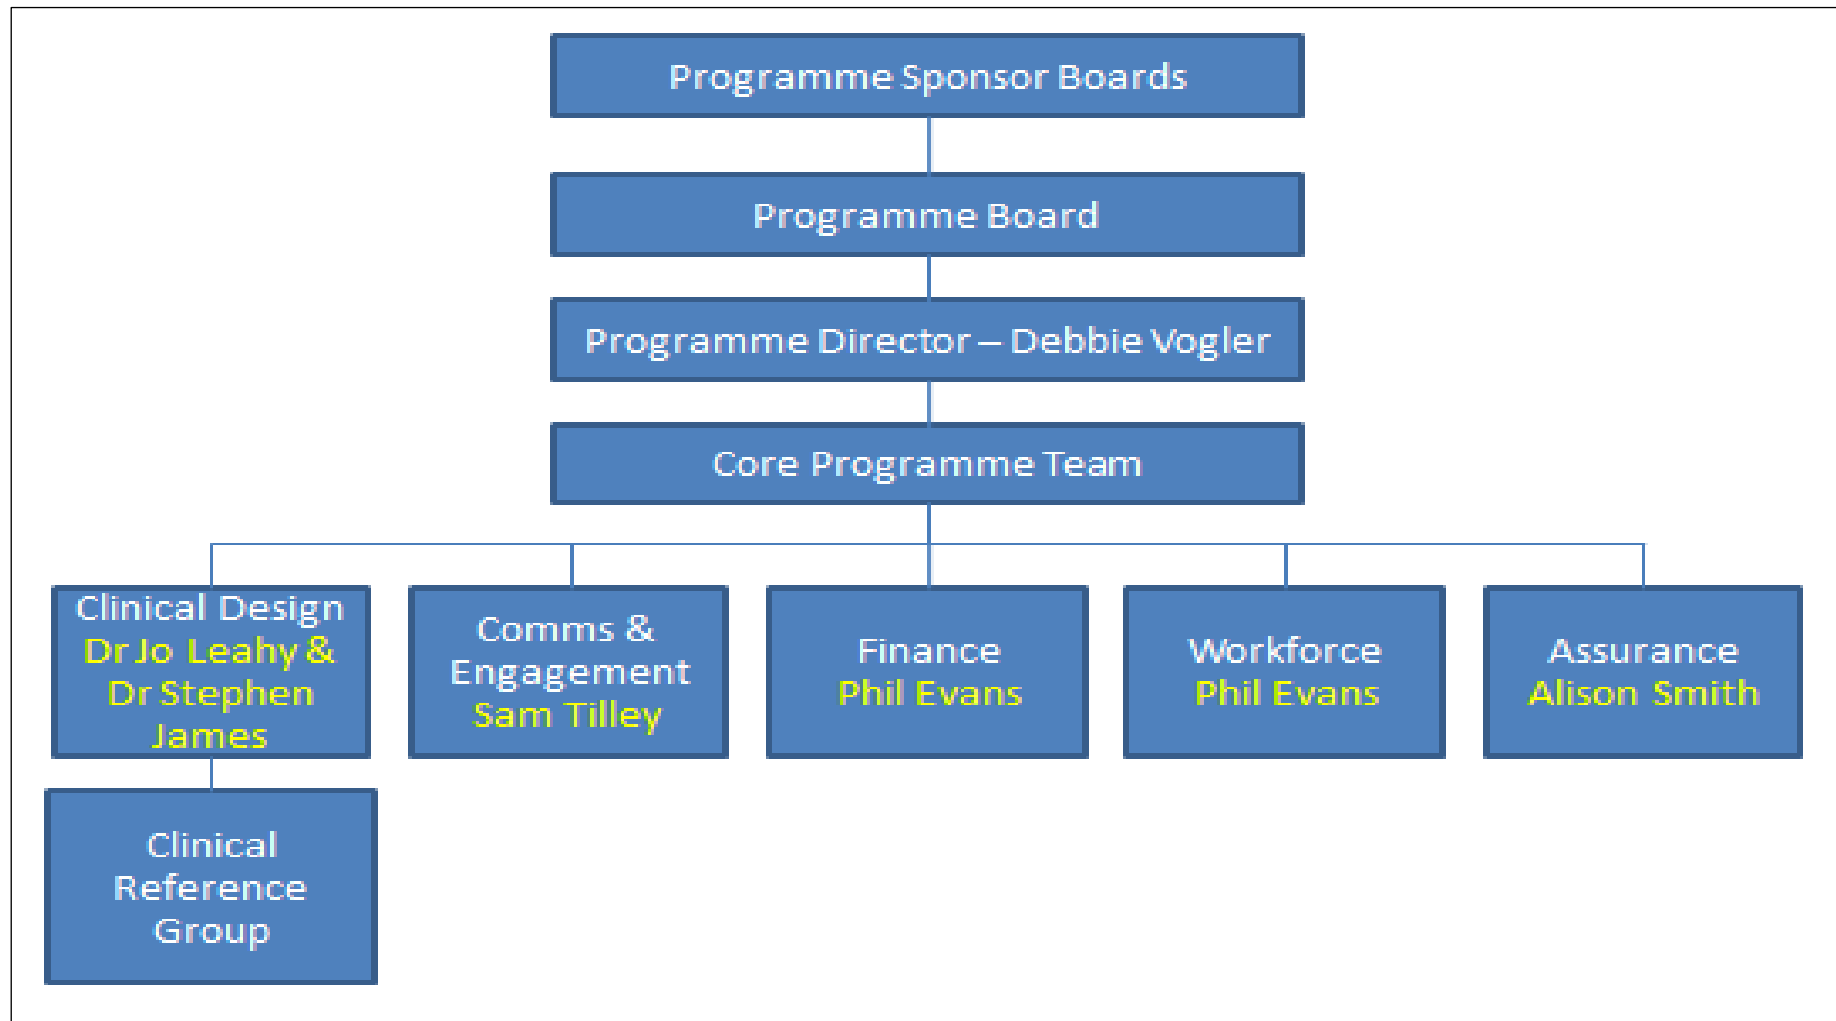 Programme Sponsor Boards
Programme Board
Programme Director – Debbie Vogler
Core Programme Team
Clinical Design
Dr Jo Leahy &
Dr Stephen
James
Comms &
Engagement
Sam Tilley
Finance
Phil Evans
Workforce
Phil Evans
Assurance
Alison Smith
Clinical
Reference
Group